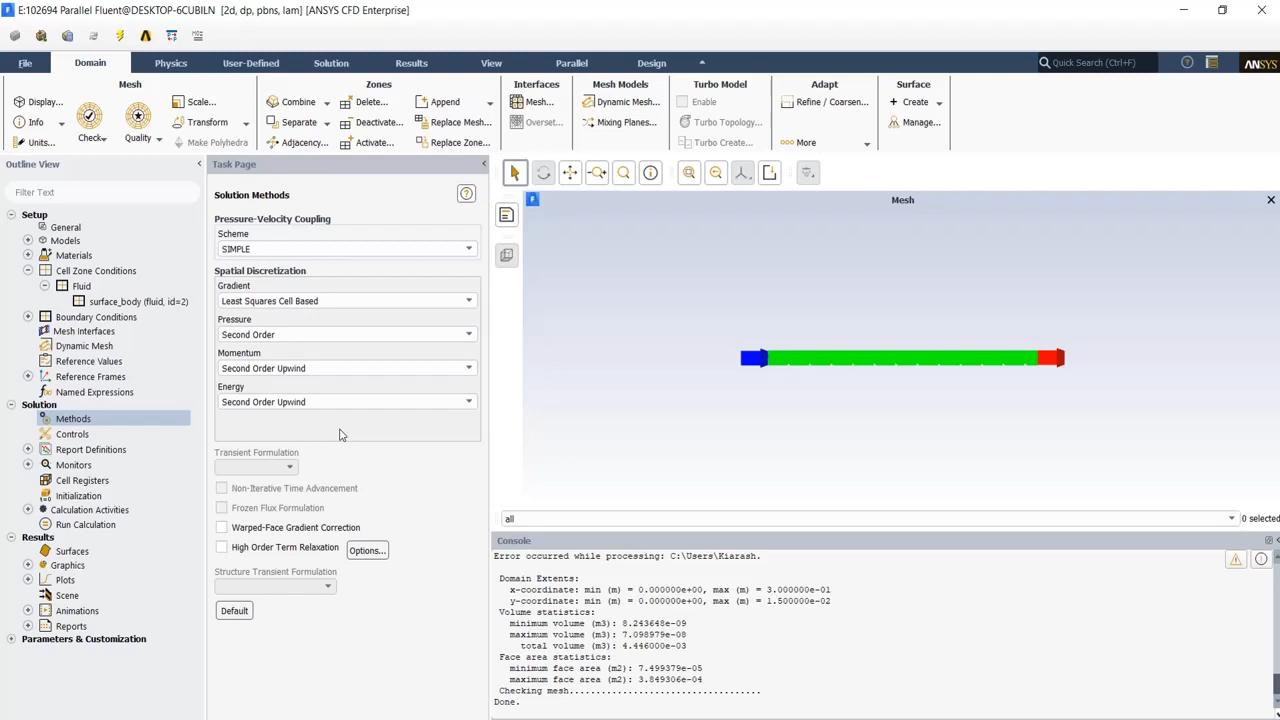 E:102694 Parallel Fluent@DESKTOP-6CUBILN [2d, dp, pbns, lam] [ANSYS CFD Enterprise]
File Domain Physics User-Defined Solution Results View Parallel Design Quick Search (Ctrl+F) ANSYS
Mesh Zones Interfaces Mesh Models Turbo Model Adapt Surface
Display... Scale... Combine Delete... Append Mesh... Dynamic Mesh... Enable Refine / Coarsen... Create
Info Transform Separate Deactivate... Replace Mesh... Overset... Mixing Planes... Turbo Topology... Manage...
Units... Check Quality Make Polyhedra Adjacency... Activate... Replace Zone... Turbo Create... More
Outline View
Filter Text
Setup
General
Models
Materials
Cell Zone Conditions
Fluid
surface_body (fluid, id=2)
Boundary Conditions
Mesh Interfaces
Dynamic Mesh
Reference Values
Reference Frames
Named Expressions
Solution
Methods
Controls
Report Definitions
Monitors
Cell Registers
Initialization
Calculation Activities
Run Calculation
Results
Surfaces
Graphics
Plots
Scene
Animations
Reports
Parameters & Customization
Task Page
Solution Methods
Pressure-Velocity Coupling
Scheme
SIMPLE
Spatial Discretization
Gradient
Least Squares Cell Based
Pressure
Second Order
Momentum
Second Order Upwind
Energy
Second Order Upwind
Transient Formulation
Non-Iterative Time Advancement
Frozen Flux Formulation
Warped-Face Gradient Correction
High Order Term Relaxation Options...
Structure Transient Formulation
Default
Mesh
all 0 selected
Console
Error occurred while processing: C:\Users\Kiarash.
Domain Extents:
x-coordinate: min (m) = 0.000000e+00, max (m) = 3.000000e-01
y-coordinate: min (m) = 0.000000e+00, max (m) = 1.500000e-02
Volume statistics:
minimum volume (m3): 8.243648e-09
maximum volume (m3): 7.098979e-08
total volume (m3): 4.446000e-03
Face area statistics:
minimum face area (m2): 7.499379e-05
maximum face area (m2): 3.849306e-04
Checking mesh...................................
Done.